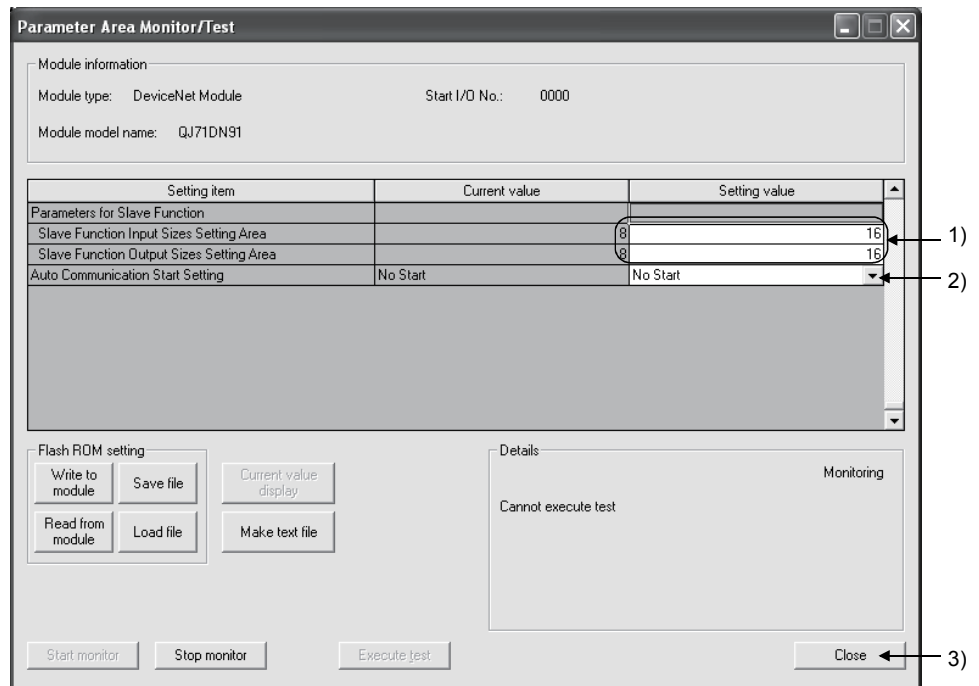 Parameter Area Monitor/Test
Module information
Module type: DeviceNet Module Start I/O No.: 0000
Module model name: QJ71DN91
Setting item Current value Setting value
Parameters for Slave Function
Slave Function Input Sizes Setting Area 8 16
1)
Slave Function Output Sizes Setting Area 8 16
Auto Communication Start Setting No Start No Start
2)
Flash ROM setting
Write to module
Save file
Current value display
Read from module
Load file
Make text file
Details
Monitoring
Cannot execute test
Start monitor Stop monitor Execute test Close
3)